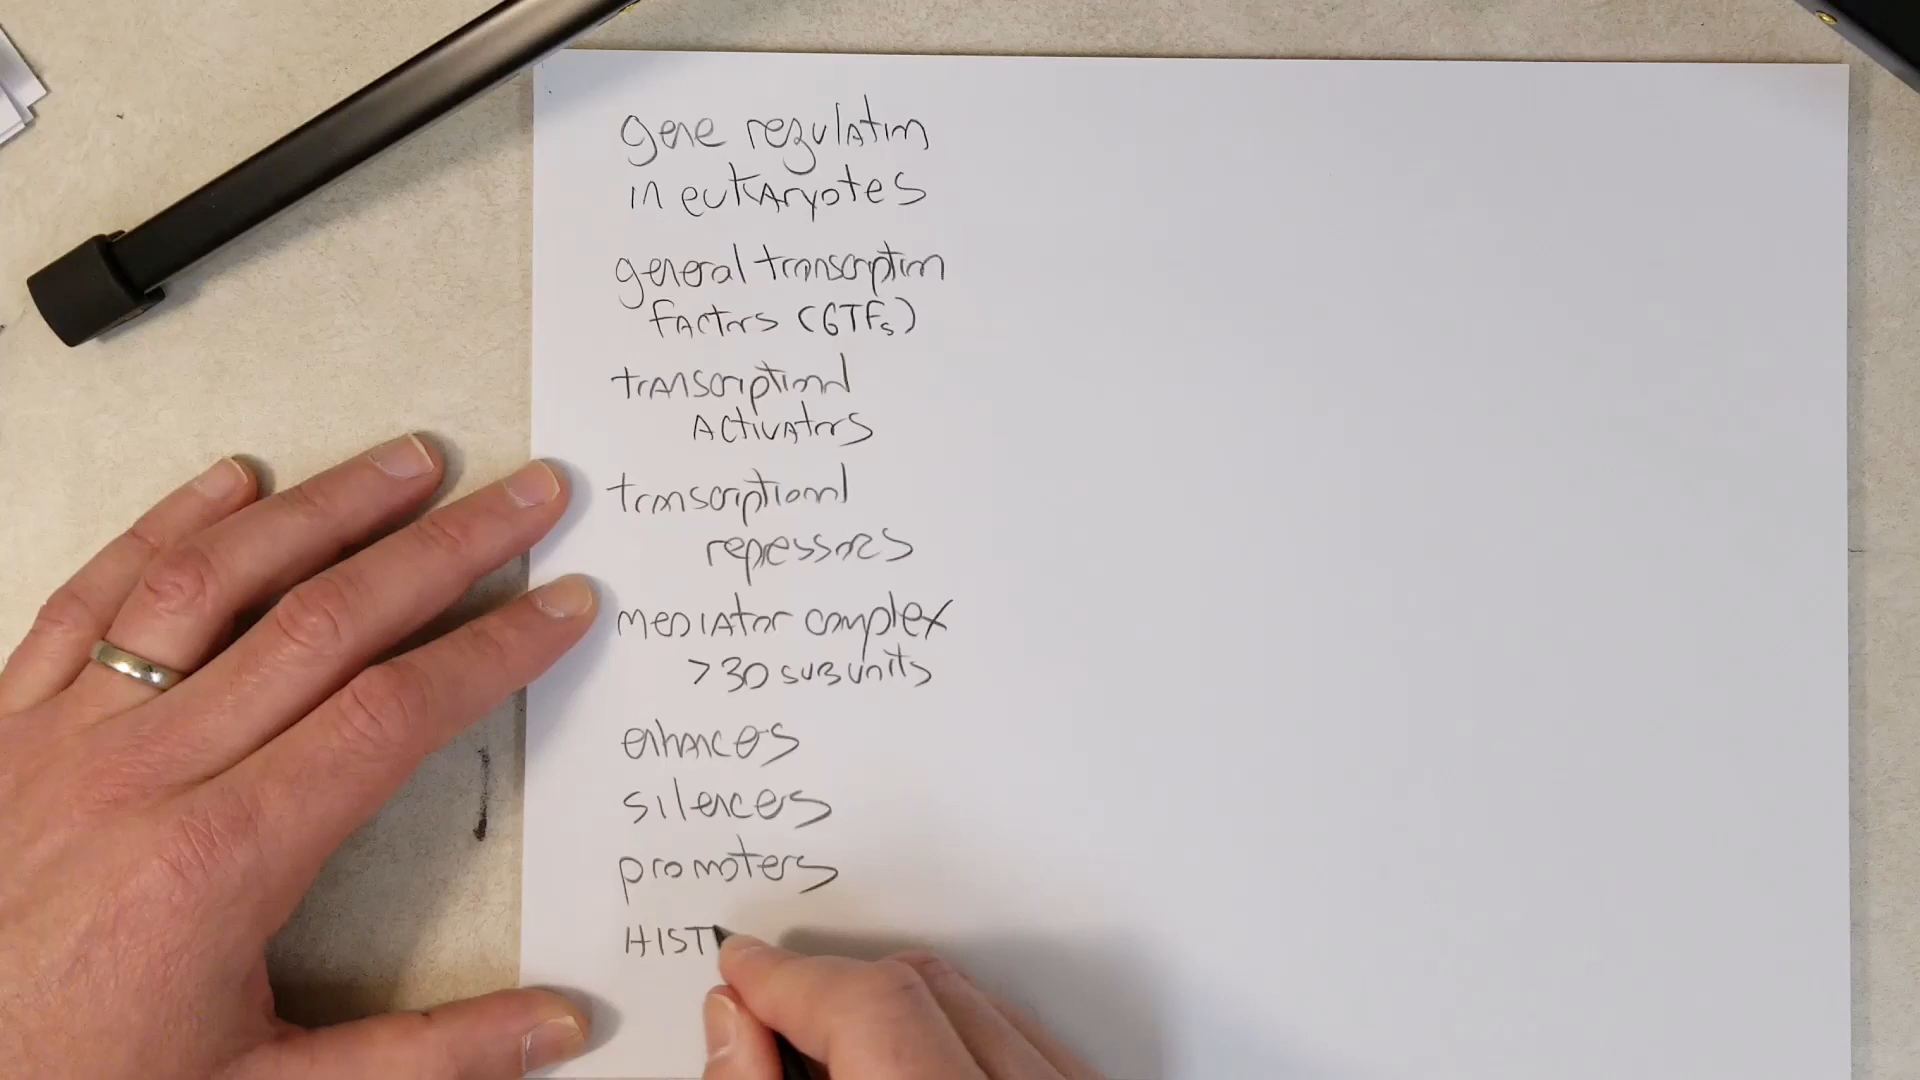 gene regulation
in eukaryotes
general transcription
factors (GTFs)
transcriptional
activators
transcriptional
repressors
mediator complex
>30 subunits
enhancers
silencers
promoters
HIST